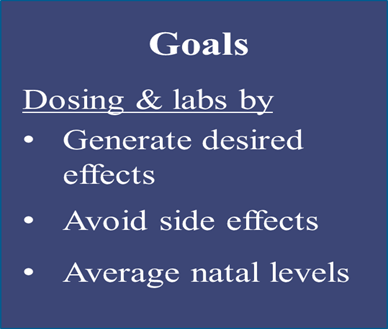 Goals
Dosing & labs by
• Generate desired
effects
• Avoid side effects
• Average natal levels